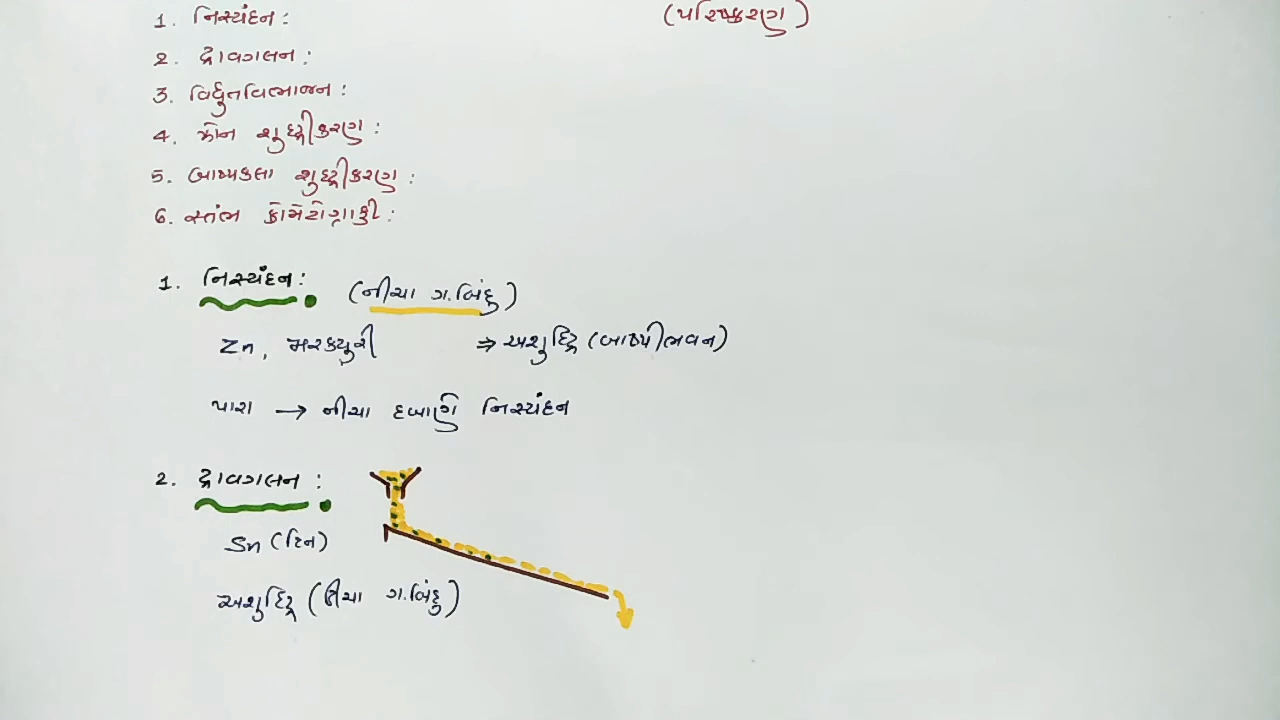 1. નિસ્યંદન: (પરિષ્કરણ)
2. દ્રાવગલન:
3. વિદ્યુતવિભાજન:
4. ઝોન શુદ્ધીકરણ:
5. બાષ્પકલા શુદ્ધીકરણ:
6. સ્તંભ ક્રોમેટોગ્રાફી:
1. નિસ્યંદન: (નીચા ગ.બિંદુ)
Zn, મરક્યુરી ⇒ અશુદ્ધિ (બાષ્પીભવન)
પારા → નીચા દબાણે નિસ્યંદન
2. દ્રાવગલન:
Sn (ટિન)
અશુદ્ધિ (ઊંચા ગ.બિંદુ)